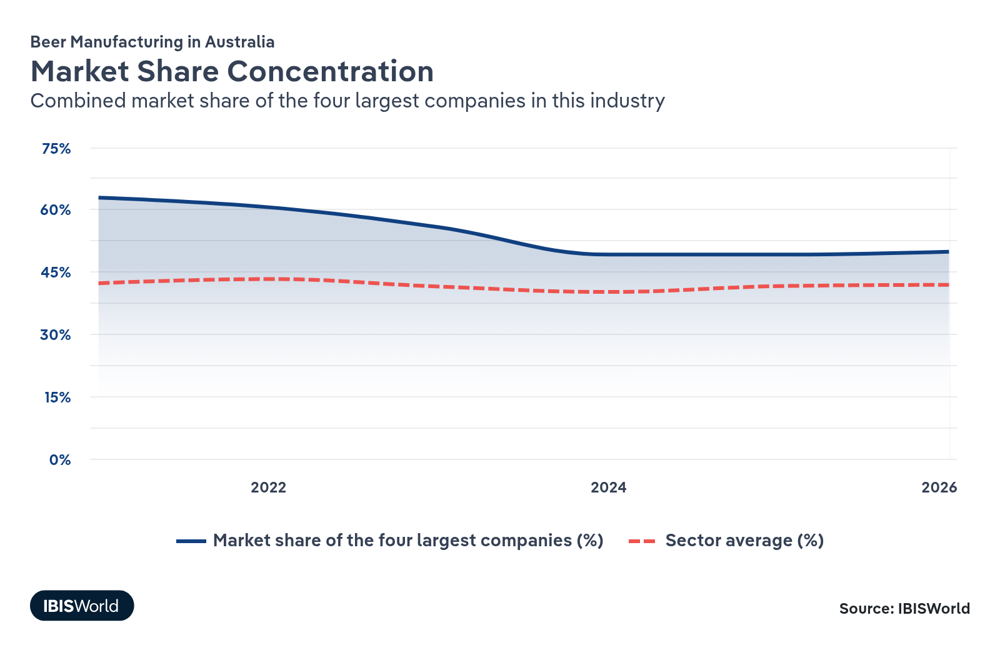 Beer Manufacturing in Australia
Market Share Concentration
Combined market share of the four largest companies in this industry
75%
60%
45%
30%
15%
0%
2022 2024 2026
Market share of the four largest companies (%) Sector average (%)
IBISWorld
Source: IBISWorld